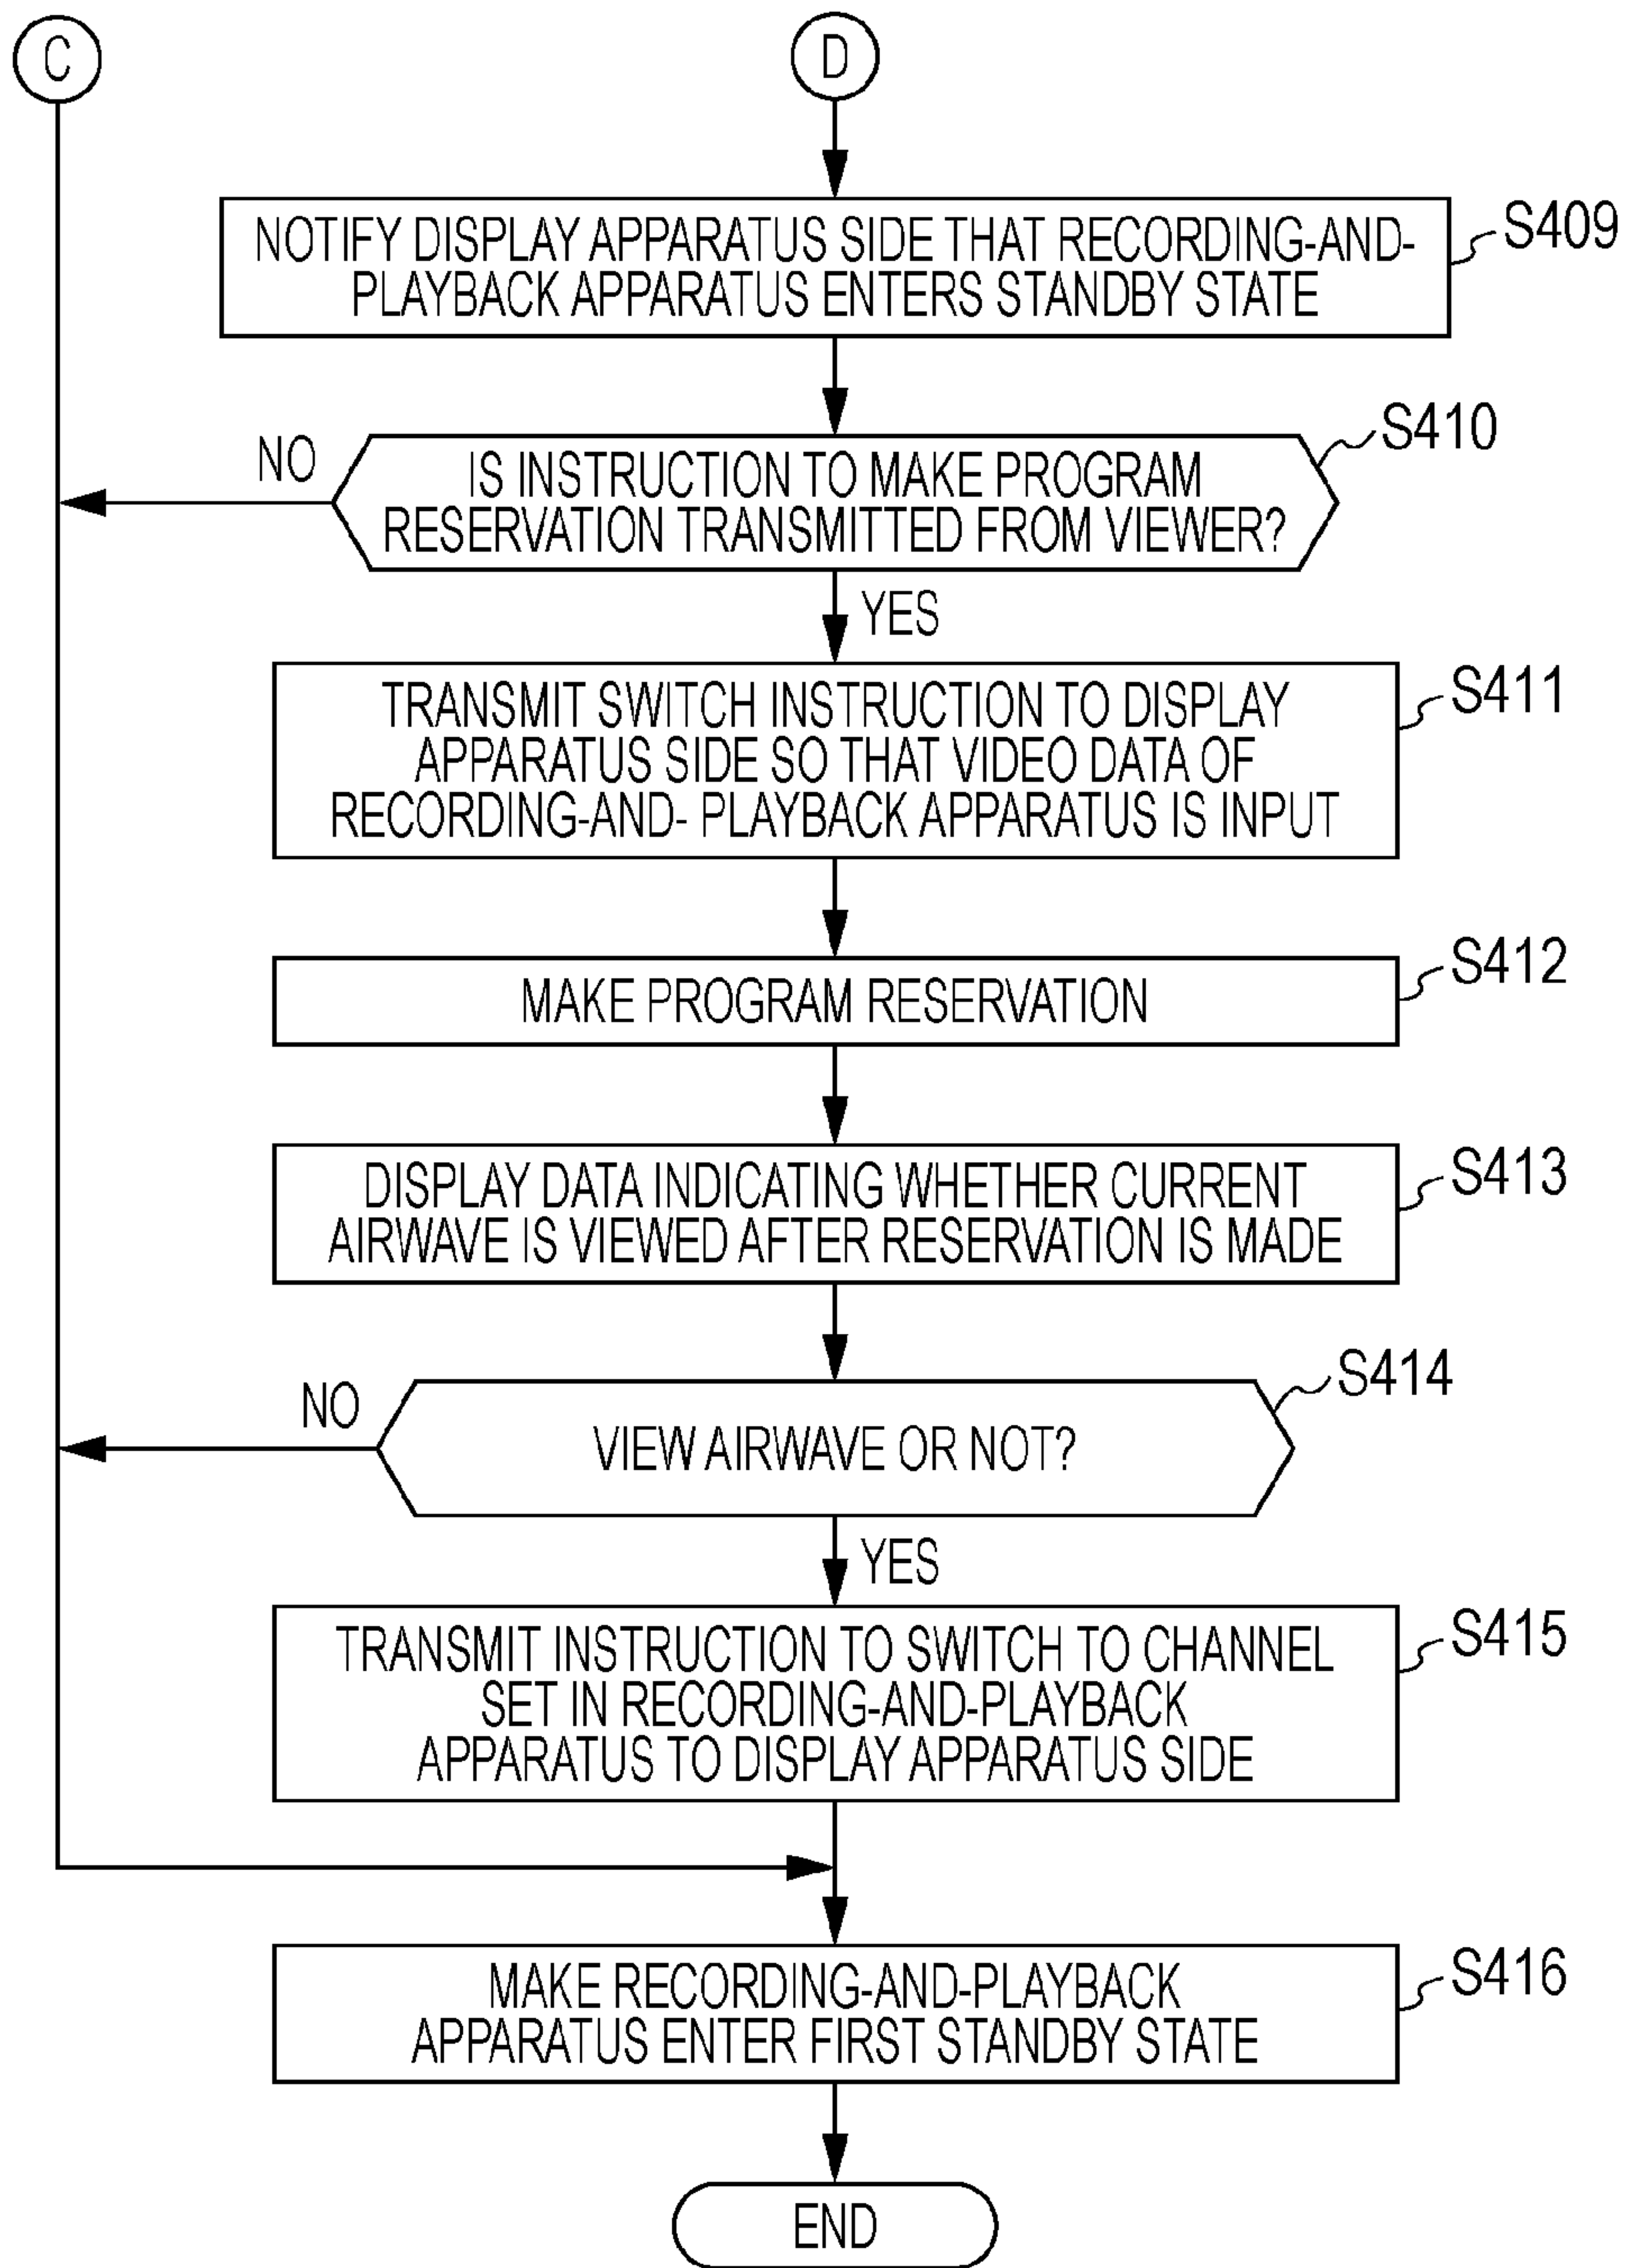 C
D
NOTIFY DISPLAY APPARATUS SIDE THAT RECORDING-AND-
PLAYBACK APPARATUS ENTERS STANDBY STATE
S409
S410
NO
IS INSTRUCTION TO MAKE PROGRAM
RESERVATION TRANSMITTED FROM VIEWER?
YES
S411
TRANSMIT SWITCH INSTRUCTION TO DISPLAY
APPARATUS SIDE SO THAT VIDEO DATA OF
RECORDING-AND- PLAYBACK APPARATUS IS INPUT
S412
MAKE PROGRAM RESERVATION
S413
DISPLAY DATA INDICATING WHETHER CURRENT
AIRWAVE IS VIEWED AFTER RESERVATION IS MADE
S414
NO
VIEW AIRWAVE OR NOT?
YES
S415
TRANSMIT INSTRUCTION TO SWITCH TO CHANNEL
SET IN RECORDING-AND-PLAYBACK
APPARATUS TO DISPLAY APPARATUS SIDE
S416
MAKE RECORDING-AND-PLAYBACK
APPARATUS ENTER FIRST STANDBY STATE
END